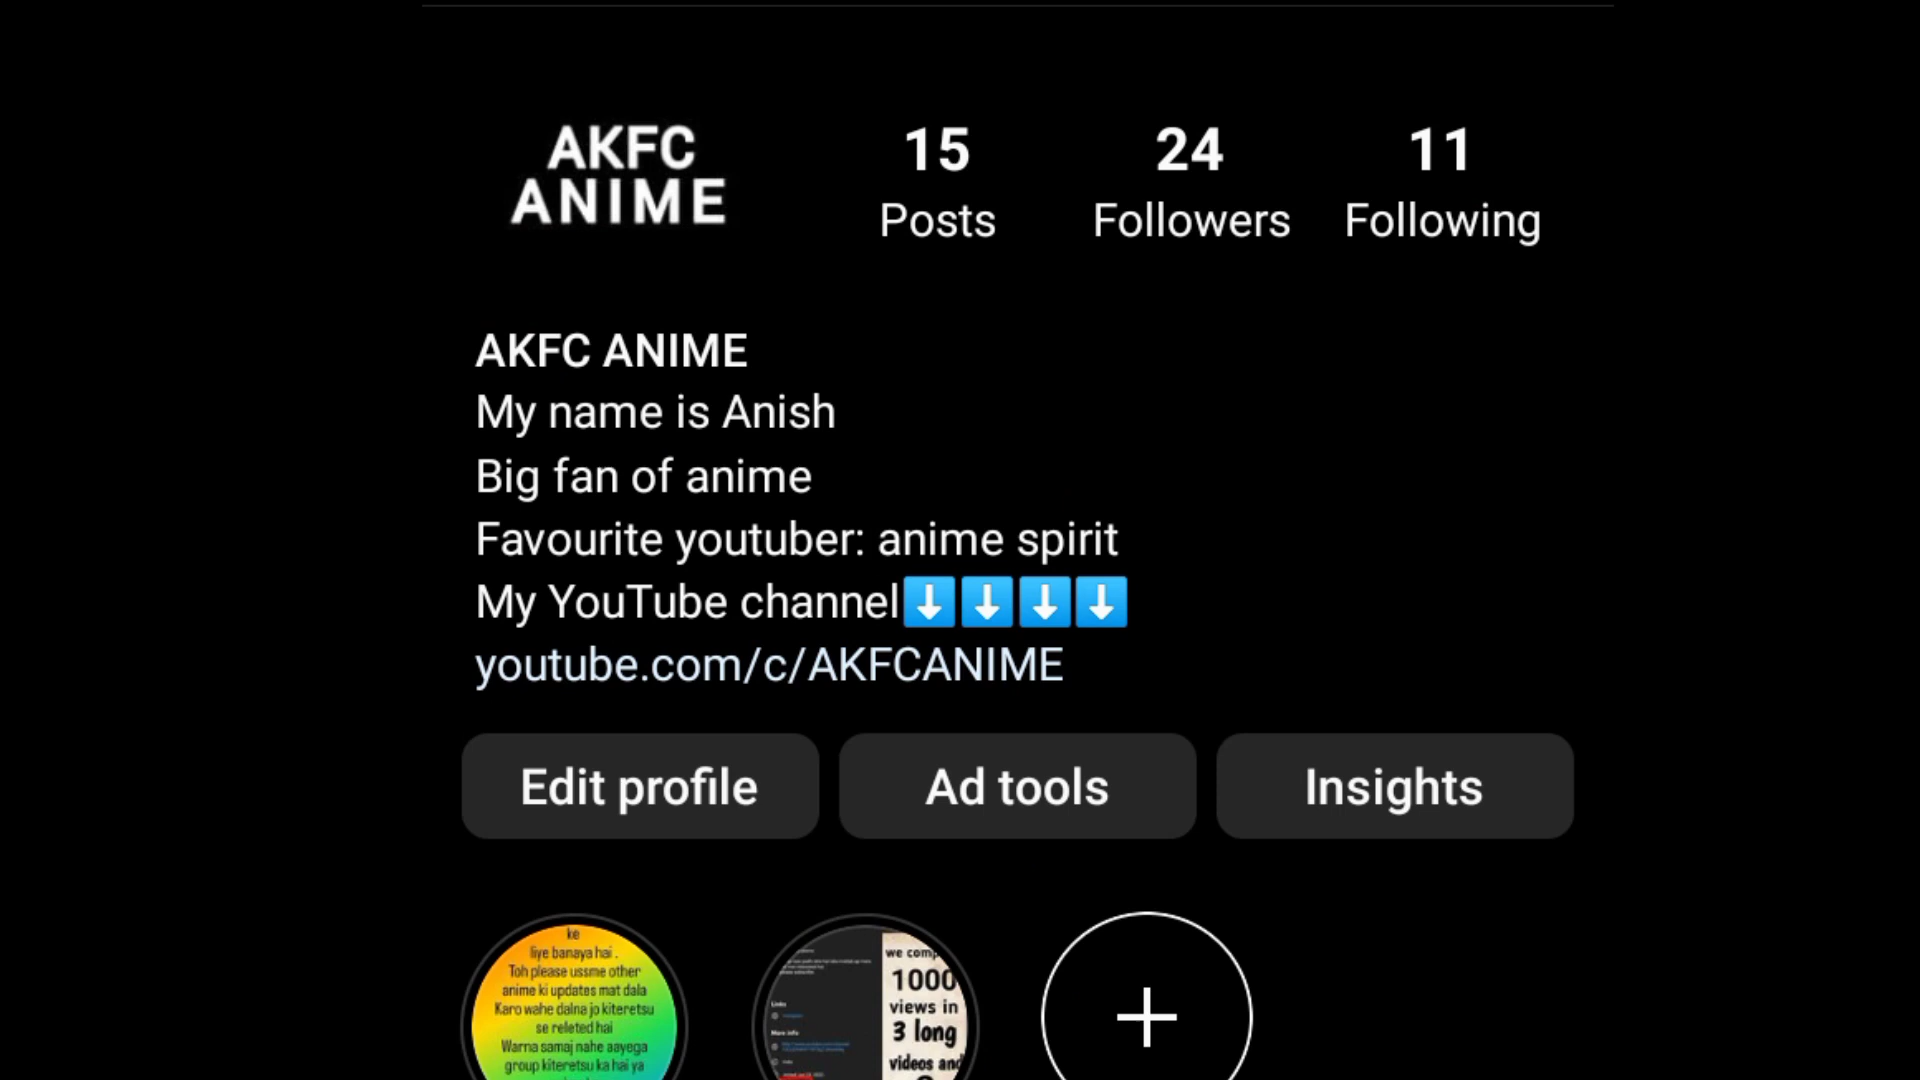 AKFC
ANIME
15
Posts
24
Followers
11
Following
AKFC ANIME
My name is Anish
Big fan of anime
Favourite youtuber: anime spirit
My YouTube channel⬇️⬇️⬇️⬇️
youtube.com/c/AKFCANIME
Edit profile
Ad tools
Insights
ke
liye banaya hai .
Toh please ussme other
anime ki updates mat dala
Karo wahe dalna jo kiteretsu
se releted hai
Warna samaj nahe aayega
group kiteretsu ka hai ya
Links
More info
we comp
1000
views in
3 long
videos and
+